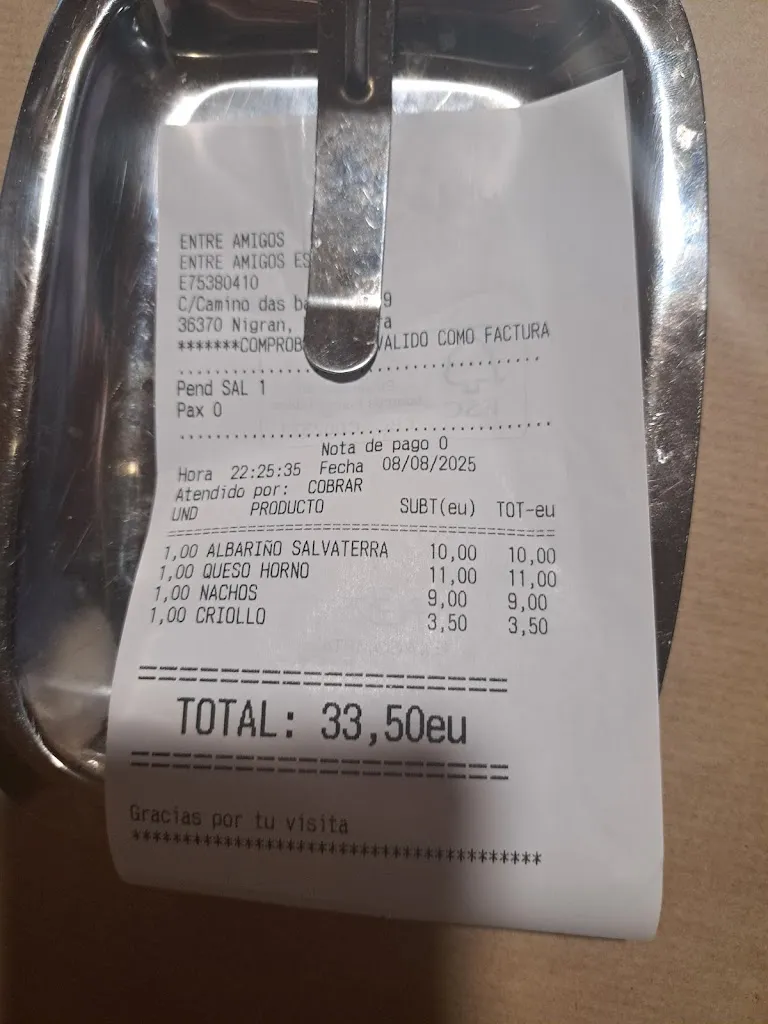 ENTRE AMIGOS
ENTRE AMIGOS ES
E75380410
C/Camino das ba 9
36370 Nigran, ra
*******COMPROB VALIDO COMO FACTURA
Pend SAL 1
Pax 0
Nota de pago 0
Hora 22:25:35 Fecha 08/08/2025
Atendido por: COBRAR
UND PRODUCTO SUBT(eu) TOT-eu
1,00 ALBARIÑO SALVATERRA 10,00 10,00
1,00 QUESO HORNO 11,00 11,00
1,00 NACHOS 9,00 9,00
1,00 CRIOLLO 3,50 3,50
TOTAL: 33,50eu
Gracias por tu visita
****************************************